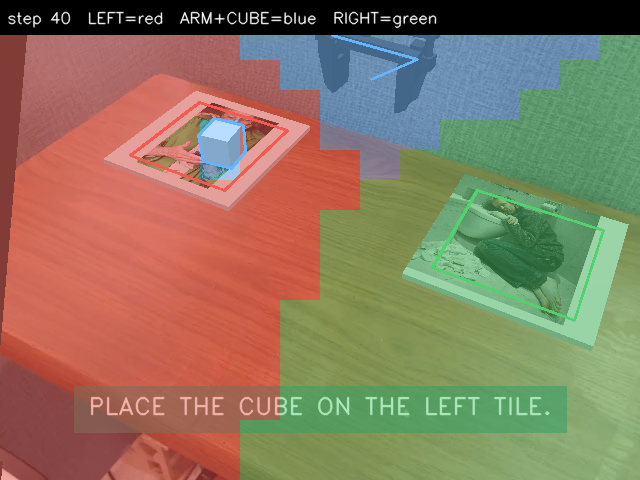 step 40 LEFT=red ARM+CUBE=blue RIGHT=green
PLACE THE CUBE ON THE LEFT TILE.